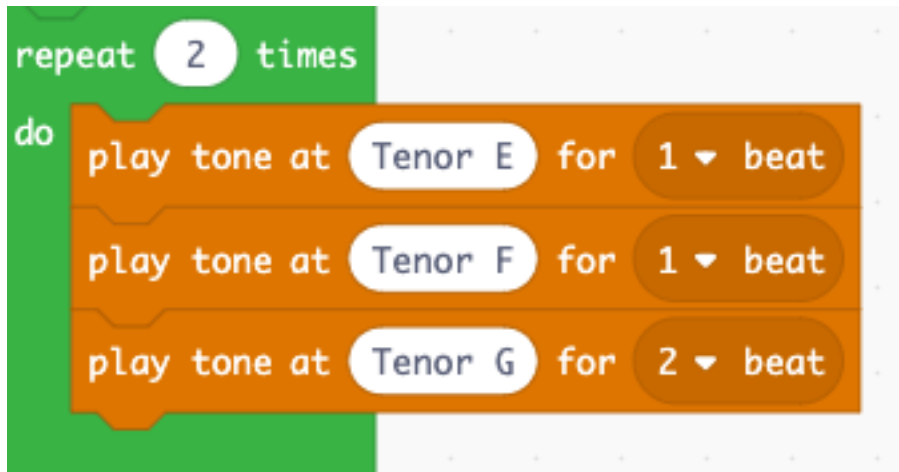 repeat 2 times
do
play tone at Tenor E for 1 beat
play tone at Tenor F for 1 beat
play tone at Tenor G for 2 beat